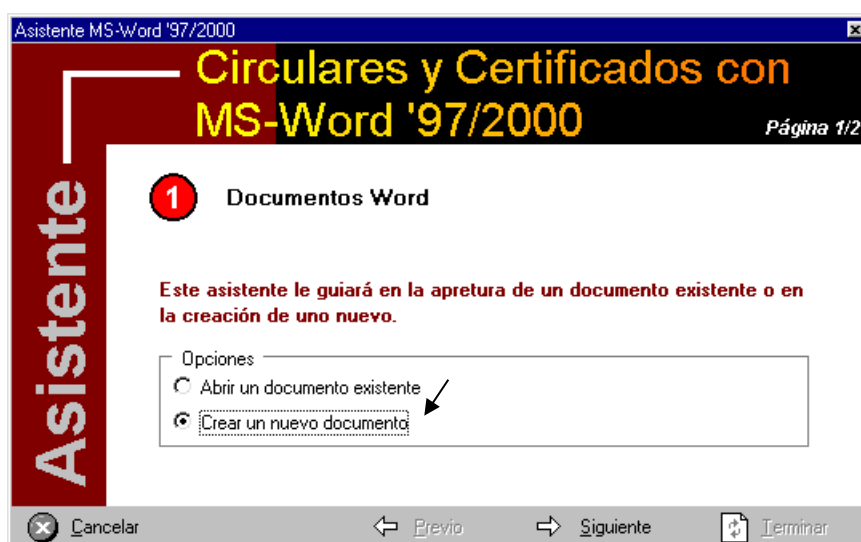 Asistente MS-Word '97/2000
Circulares y Certificados con
MS-Word '97/2000
Página 1/2
Asistente
1 Documentos Word
Este asistente le guiará en la apretura de un documento existente o en
la creación de uno nuevo.
Opciones
Abrir un documento existente
Crear un nuevo documento
Cancelar Previo Siguiente Terminar